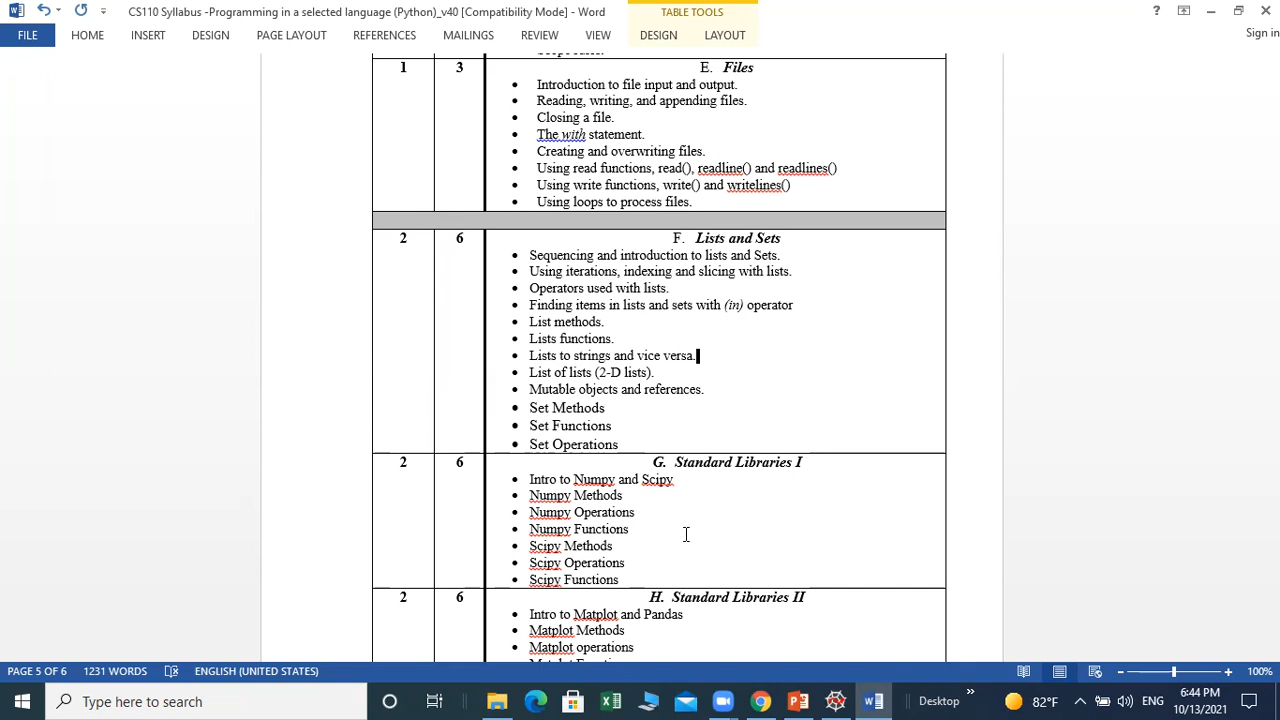 CS110 Syllabus -Programming in a selected language (Python)_v40 [Compatibility Mode] - Word
TABLE TOOLS
?
FILE HOME INSERT DESIGN PAGE LAYOUT REFERENCES MAILINGS REVIEW VIEW DESIGN LAYOUT Sign in
1 3 E. Files
• Introduction to file input and output.
• Reading, writing, and appending files.
• Closing a file.
• The with statement.
• Creating and overwriting files.
• Using read functions, read(), readline() and readlines()
• Using write functions, write() and writelines()
• Using loops to process files.
2 6 F. Lists and Sets
• Sequencing and introduction to lists and Sets.
• Using iterations, indexing and slicing with lists.
• Operators used with lists.
• Finding items in lists and sets with (in) operator
• List methods.
• Lists functions.
• Lists to strings and vice versa.
• List of lists (2-D lists).
• Mutable objects and references.
• Set Methods
• Set Functions
• Set Operations
2 6 G. Standard Libraries I
• Intro to Numpy and Scipy
• Numpy Methods
• Numpy Operations
• Numpy Functions
• Scipy Methods
• Scipy Operations
• Scipy Functions
2 6 H. Standard Libraries II
• Intro to Matplot and Pandas
• Matplot Methods
• Matplot operations
PAGE 5 OF 6 1231 WORDS ENGLISH (UNITED STATES) 100%
Type here to search
Desktop
82°F
ENG
6:44 PM
10/13/2021